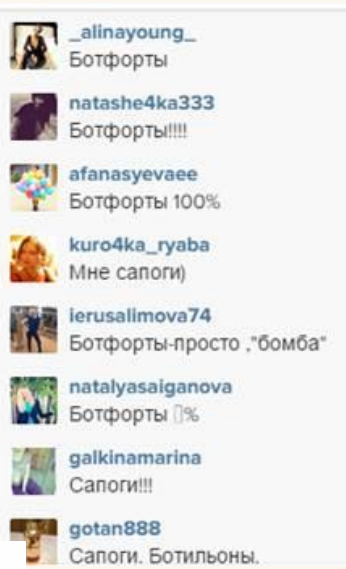 _alinayoung_
Ботфорты
natashe4ka333
Ботфорты!!!!
afanasyevaee
Ботфорты 100%
kuro4ka_ryaba
Мне сапоги)
ierusalimova74
Ботфорты-просто ,"бомба"
natalyasaiganova
Ботфорты ▯%
galkinamarina
Сапоги!!!
gotan888
Сапоги. Ботильоны.